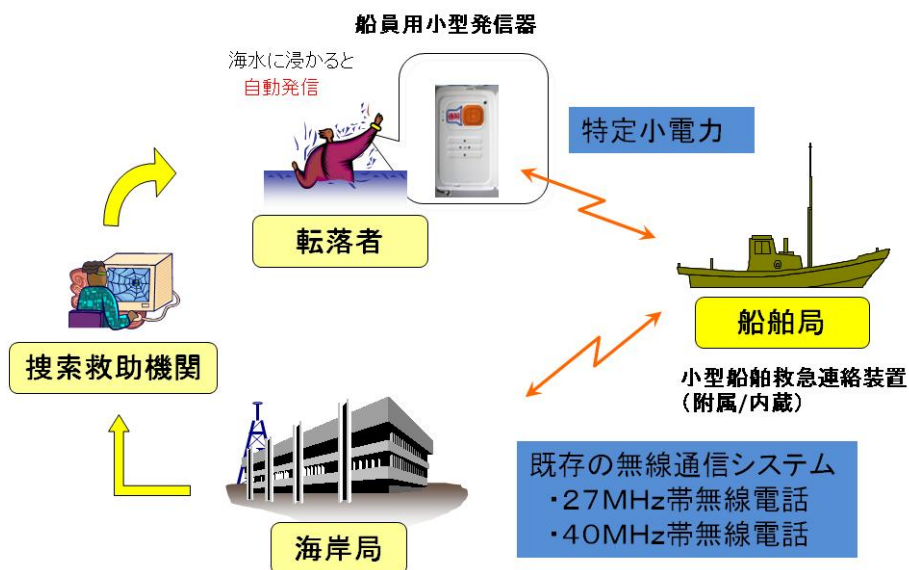 船員用小型発信器
海水に浸かると
自動発信
特定小電力
転落者
船舶局
捜索救助機関
小型船舶救急連絡装置
（附属/内蔵）
既存の無線通信システム
・27MHz帯無線電話
・40MHz帯無線電話
海岸局